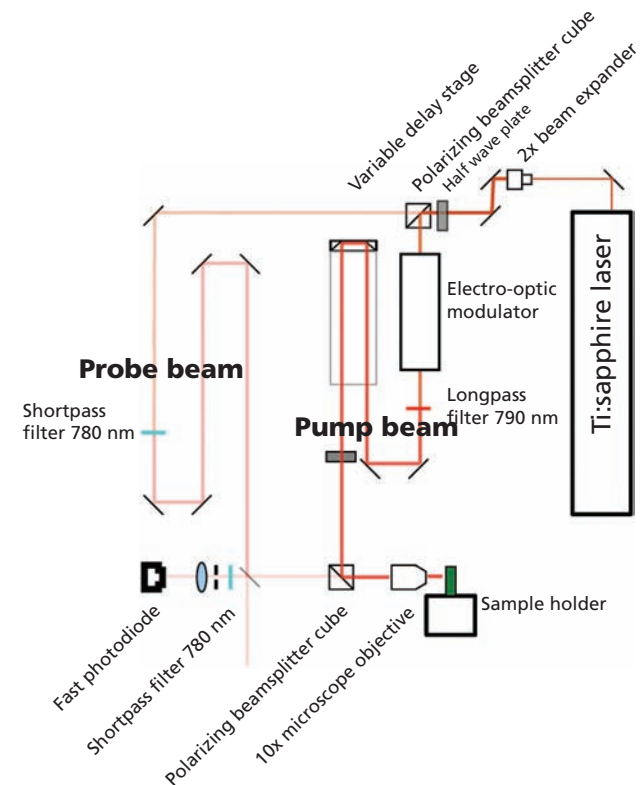 Variable delay stage
Polarizing beamsplitter cube
Half wave plate
2x beam expander
Electro-optic
modulator
Ti:sapphire laser
Probe beam
Shortpass
filter 780 nm
Pump beam
Longpass
filter 790 nm
Sample holder
Fast photodiode
Shortpass filter 780 nm
Polarizing beamsplitter cube
10x microscope objective